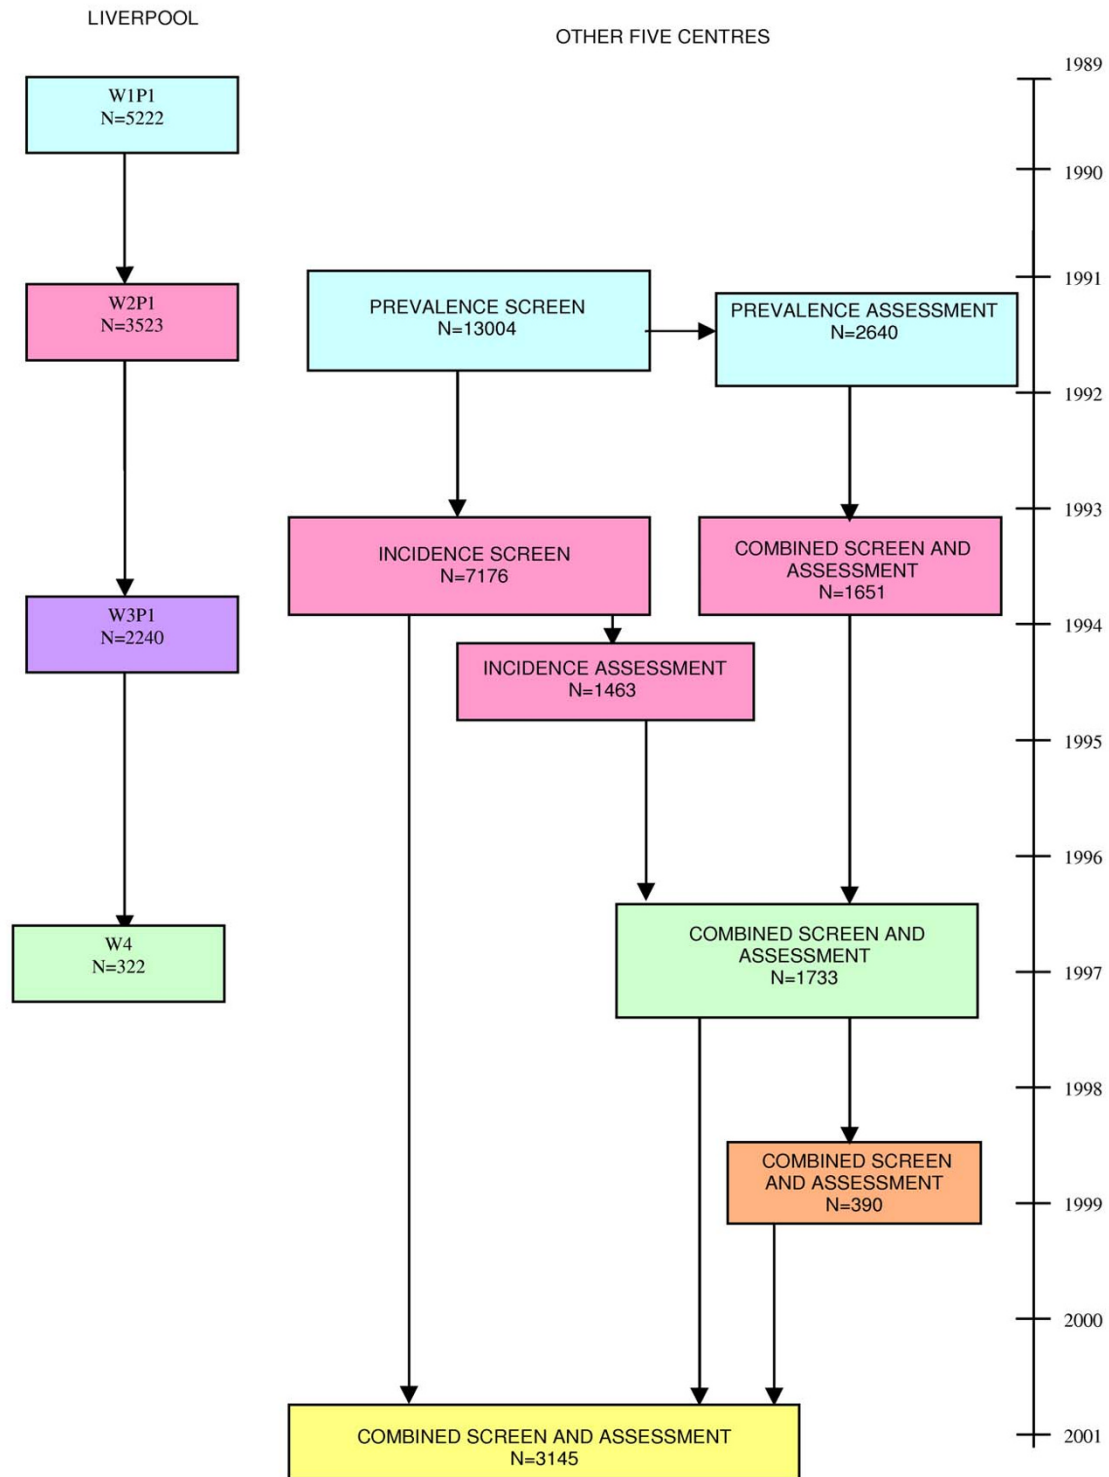 LIVERPOOL
OTHER FIVE CENTRES
W1P1
N=5222
W2P1
N=3523
W3P1
N=2240
W4
N=322
PREVALENCE SCREEN
N=13004
PREVALENCE ASSESSMENT
N=2640
INCIDENCE SCREEN
N=7176
COMBINED SCREEN AND
ASSESSMENT
N=1651
INCIDENCE ASSESSMENT
N=1463
COMBINED SCREEN AND
ASSESSMENT
N=1733
COMBINED SCREEN
AND ASSESSMENT
N=390
COMBINED SCREEN AND ASSESSMENT
N=3145
1989
1990
1991
1992
1993
1994
1995
1996
1997
1998
1999
2000
2001